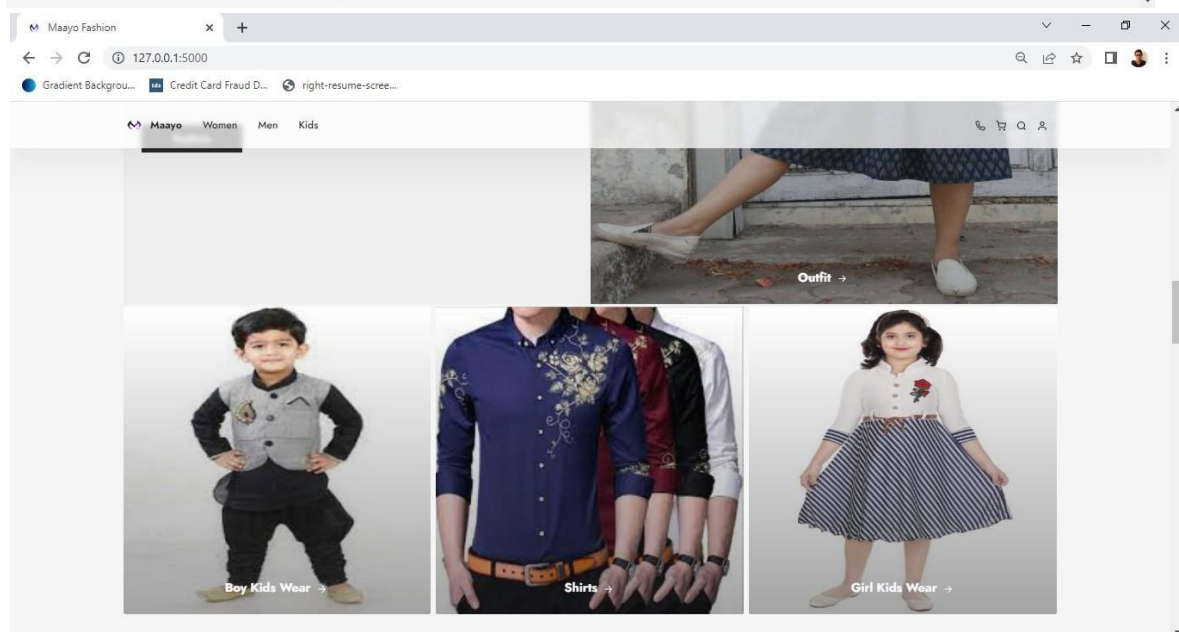 Maayo Fashion
127.0.0.1:5000
Gradient Backgrou... tds Credit Card Fraud D... right-resume-scree...
Maayo Women Men Kids
Outfit →
Boy Kids Wear → Shirts → Girl Kids Wear →